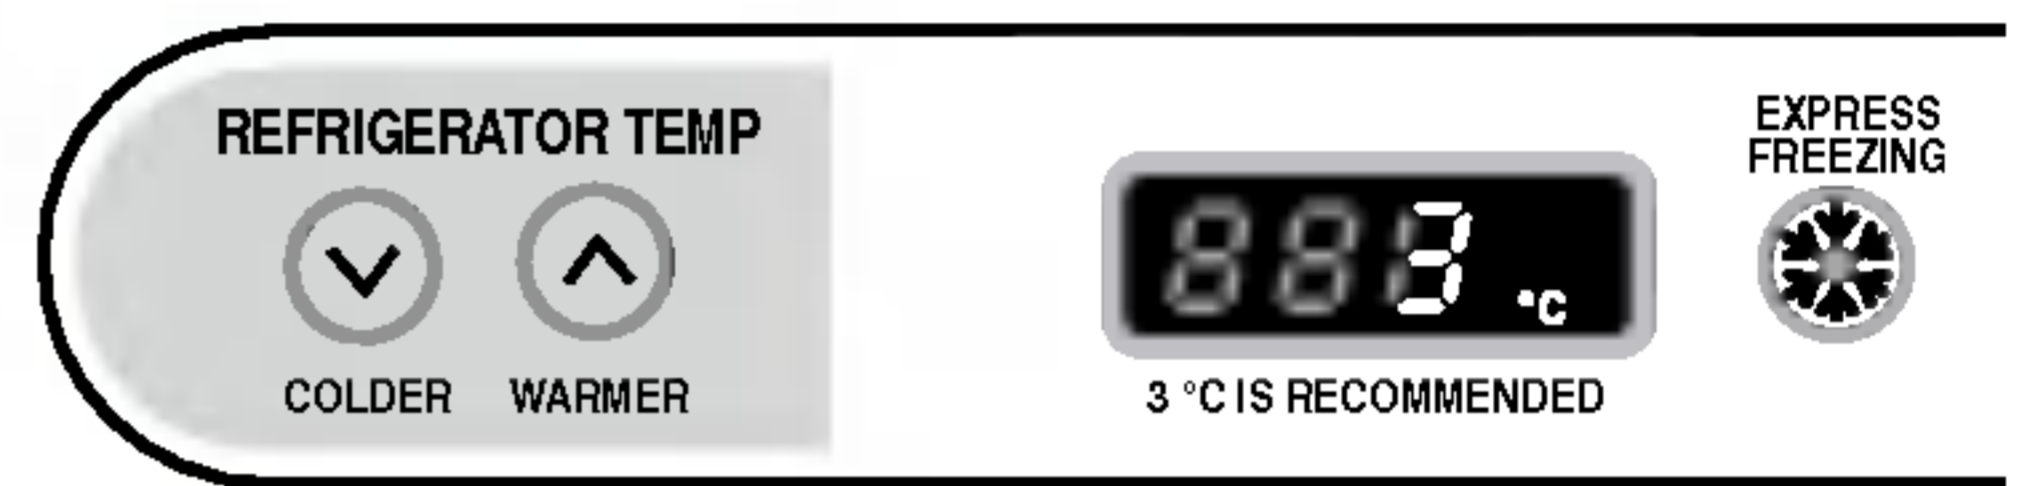 REFRIGERATOR TEMP
COLDER WARMER
3 °C
3 °C IS RECOMMENDED
EXPRESS
FREEZING